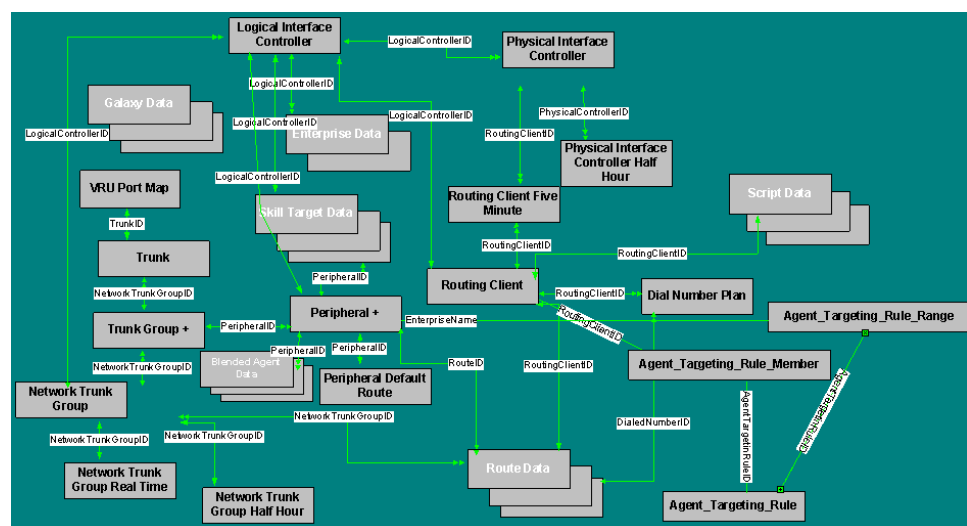 Logical Interface
Controller
LogicalControllerID
Physical Interface
Controller
LogicalControllerID
Galaxy Data
LogicalControllerID
LogicalControllerID
Enterprise Data
LogicalControllerID
PhysicalControllerID
RoutingClientID
LogicalControllerID
Physical Interface
Controller Half
Hour
VRU Port Map
LogicalControllerID
Skill Target Data
Routing Client Five
Minute
Script Data
TrunkID
Trunk
RoutingClientID
RoutingClientID
PeripheralID
Routing Client
NetworkTrunkGroupID
RoutingClientID
Dial Number Plan
Peripheral +
Trunk Group +
PeripheralID
EnterpriseName
RoutingClientID
Agent_Targeting_Rule_Range
PeripheralID
PeripheralID
NetworkTrunkGroupID
Blended Agent
Data
RouteID
RoutingClientID
Agent_Targeting_Rule_Member
Peripheral Default
Route
Network Trunk
Group
NetworkTrunkGroupID
NetworkTrunkGroupID
DialedNumberID
AgentTargetinRuleID
AgentTargetinRuleID
NetworkTrunkGroupID
Network Trunk
Group Real Time
Route Data
Network Trunk
Group Half Hour
Agent_Targeting_Rule